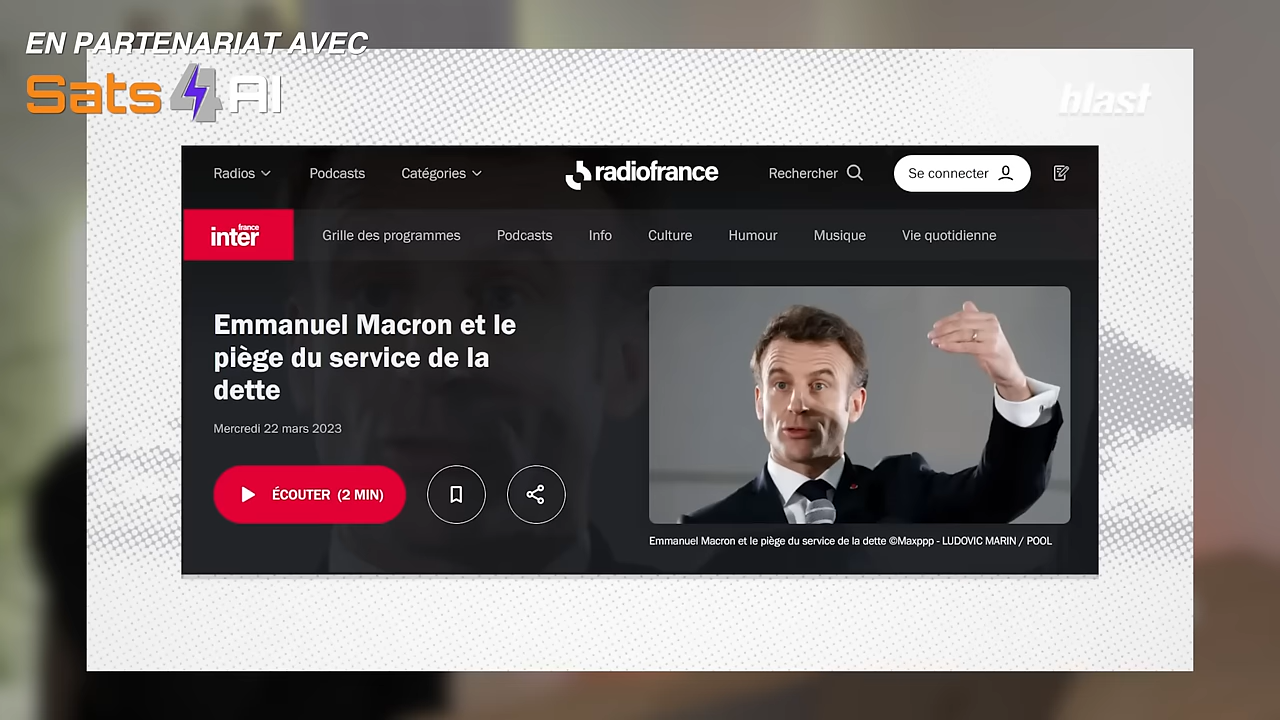 EN PARTENARIAT AVEC
Sats4AI
blast
Radios
Podcasts
Catégories
radiofrance
Rechercher
Se connecter
france
inter
Grille des programmes
Podcasts
Info
Culture
Humour
Musique
Vie quotidienne
Emmanuel Macron et le
piège du service de la
dette
Mercredi 22 mars 2023
ÉCOUTER (2 MIN)
Emmanuel Macron et le piège du service de la dette ©Maxppp - LUDOVIC MARIN / POOL